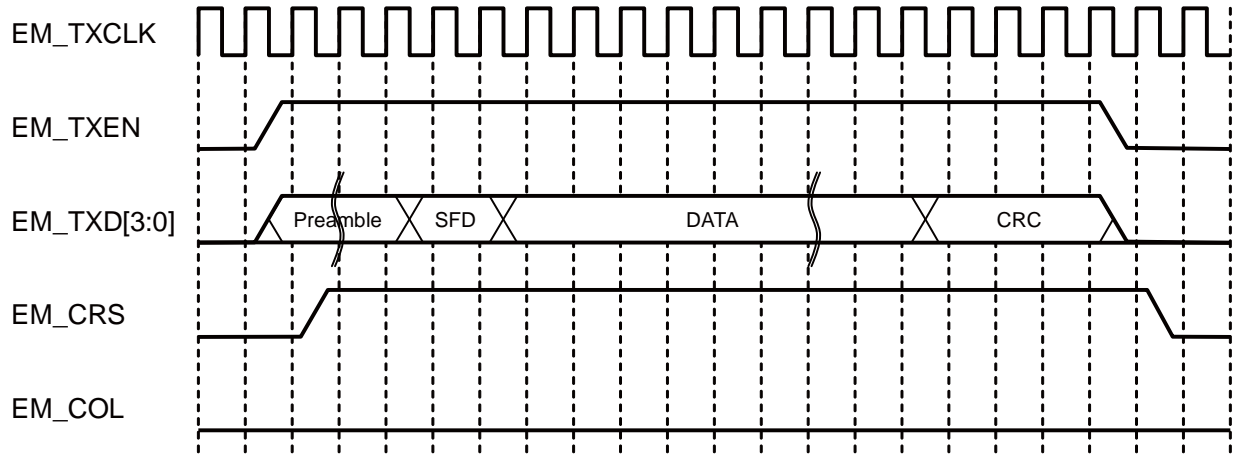 EM_TXCLK
EM_TXEN
EM_TXD[3:0] Preamble SFD DATA CRC
EM_CRS
EM_COL